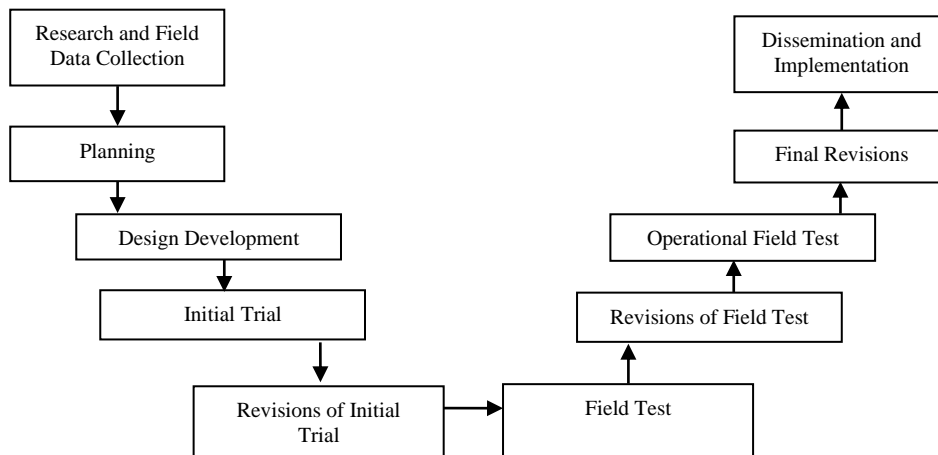 Research and Field
Data Collection
Planning
Design Development
Initial Trial
Revisions of Initial
Trial
Field Test
Revisions of Field Test
Operational Field Test
Final Revisions
Dissemination and
Implementation